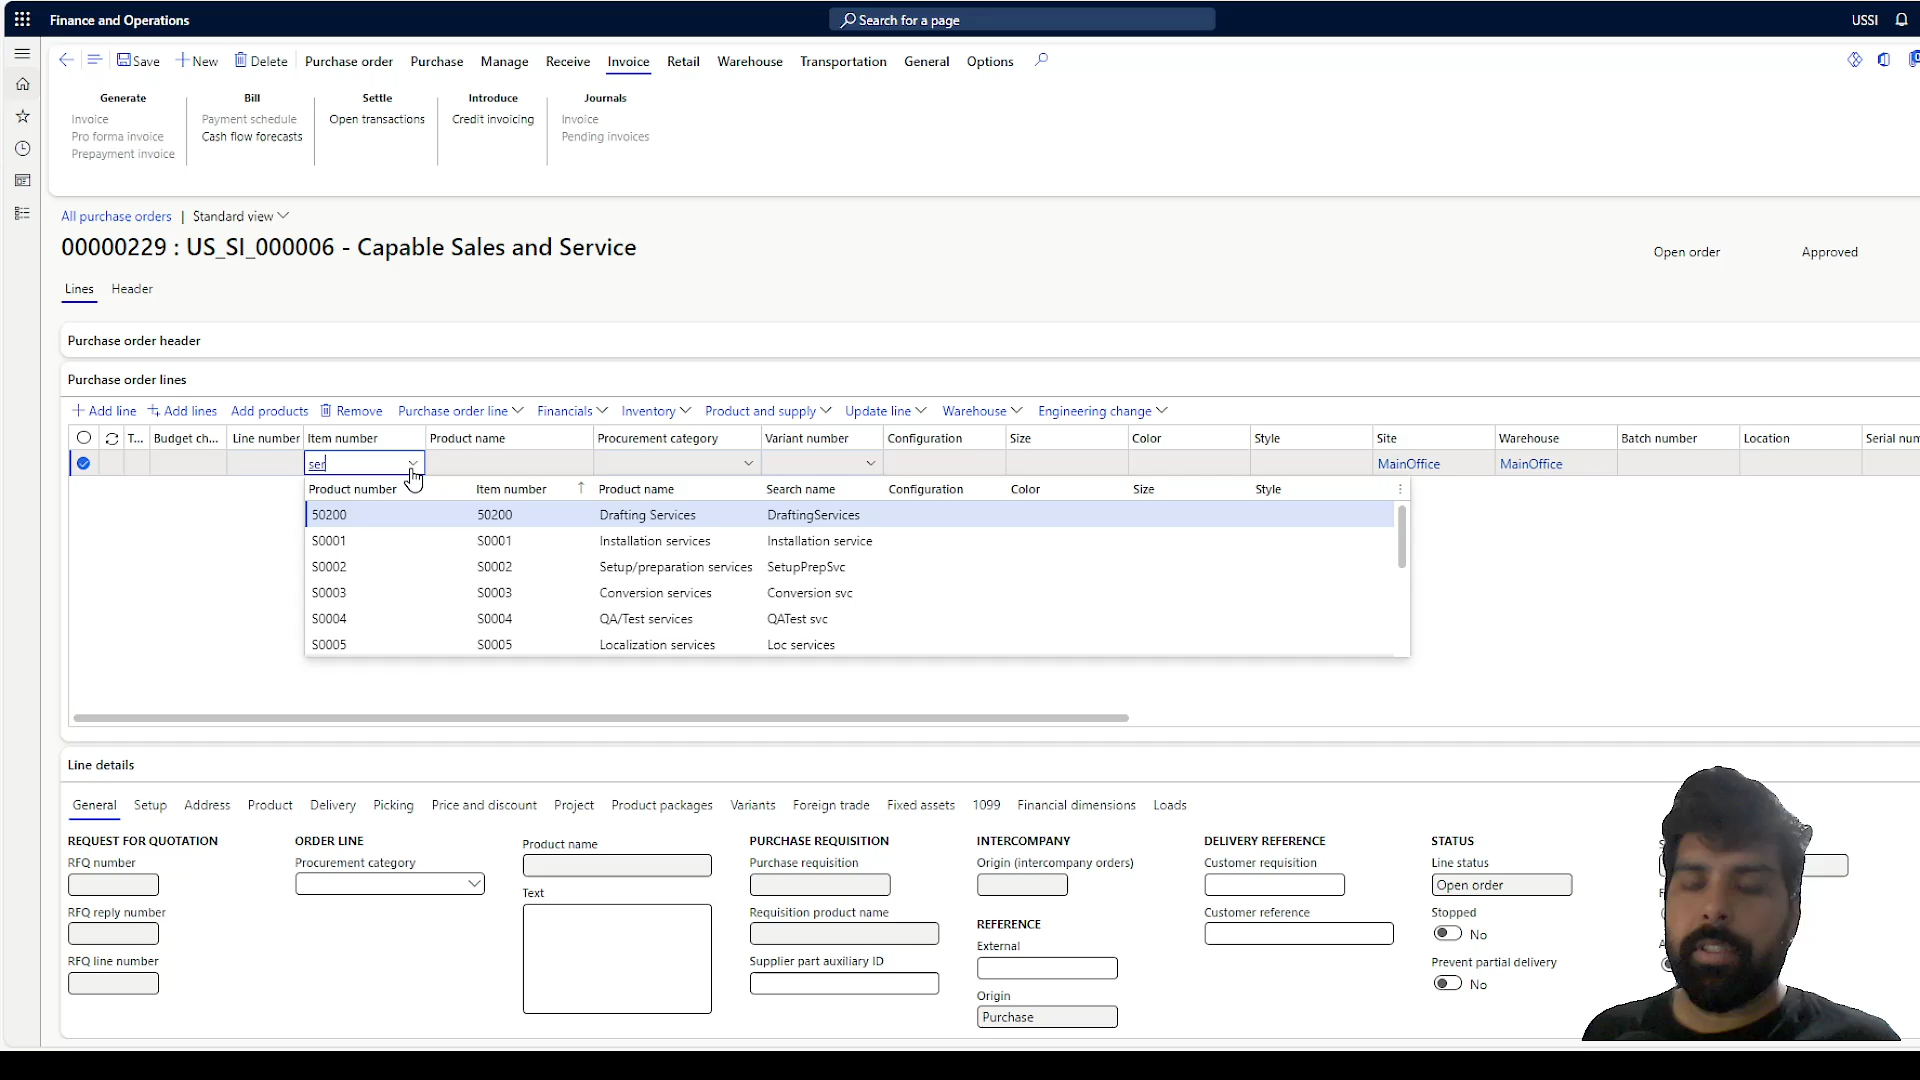 Finance and Operations
Search for a page
USSI
Save New Delete Purchase order Purchase Manage Receive Invoice Retail Warehouse Transportation General Options
Generate
Invoice
Pro forma invoice
Prepayment invoice
Bill
Payment schedule
Cash flow forecasts
Settle
Open transactions
Introduce
Credit invoicing
Journals
Invoice
Pending invoices
All purchase orders | Standard view
00000229 : US_SI_000006 - Capable Sales and Service
Open order Approved
Lines Header
Purchase order header
Purchase order lines
Add line Add lines Add products Remove Purchase order line Financials Inventory Product and supply Update line Warehouse Engineering change
T... Budget ch... Line number Item number Product name Procurement category Variant number Configuration Size Color Style Site Warehouse Batch number Location Serial num
ser MainOffice MainOffice
Product number Item number Product name Search name Configuration Color Size Style
50200 50200 Drafting Services DraftingServices
S0001 S0001 Installation services Installation service
S0002 S0002 Setup/preparation services SetupPrepSvc
S0003 S0003 Conversion services Conversion svc
S0004 S0004 QA/Test services QATest svc
S0005 S0005 Localization services Loc services
Line details
General Setup Address Product Delivery Picking Price and discount Project Product packages Variants Foreign trade Fixed assets 1099 Financial dimensions Loads
REQUEST FOR QUOTATION
RFQ number
RFQ reply number
RFQ line number
ORDER LINE
Procurement category
Product name
Text
PURCHASE REQUISITION
Purchase requisition
Requisition product name
Supplier part auxiliary ID
INTERCOMPANY
Origin (intercompany orders)
REFERENCE
External
Origin
Purchase
DELIVERY REFERENCE
Customer requisition
Customer reference
STATUS
Line status
Open order
Stopped
No
Prevent partial delivery
No